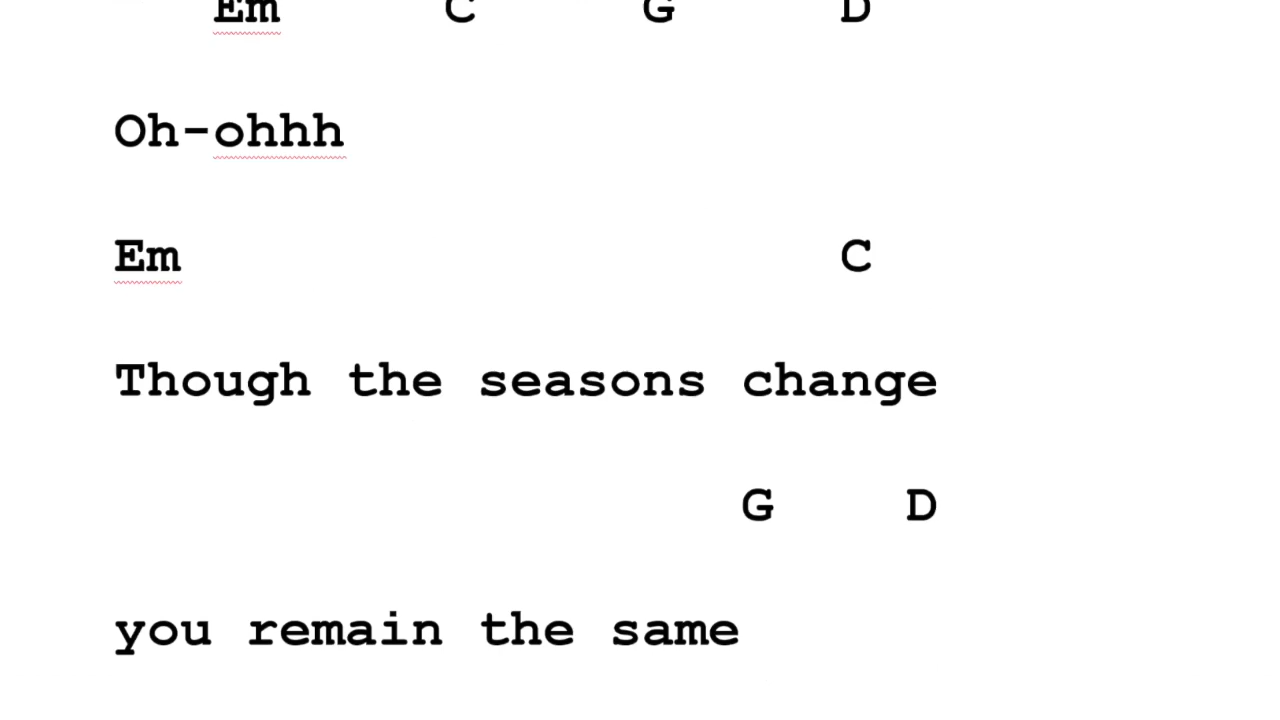 Em C G D
Oh-ohhh
Em C
Though the seasons change
G D
you remain the same